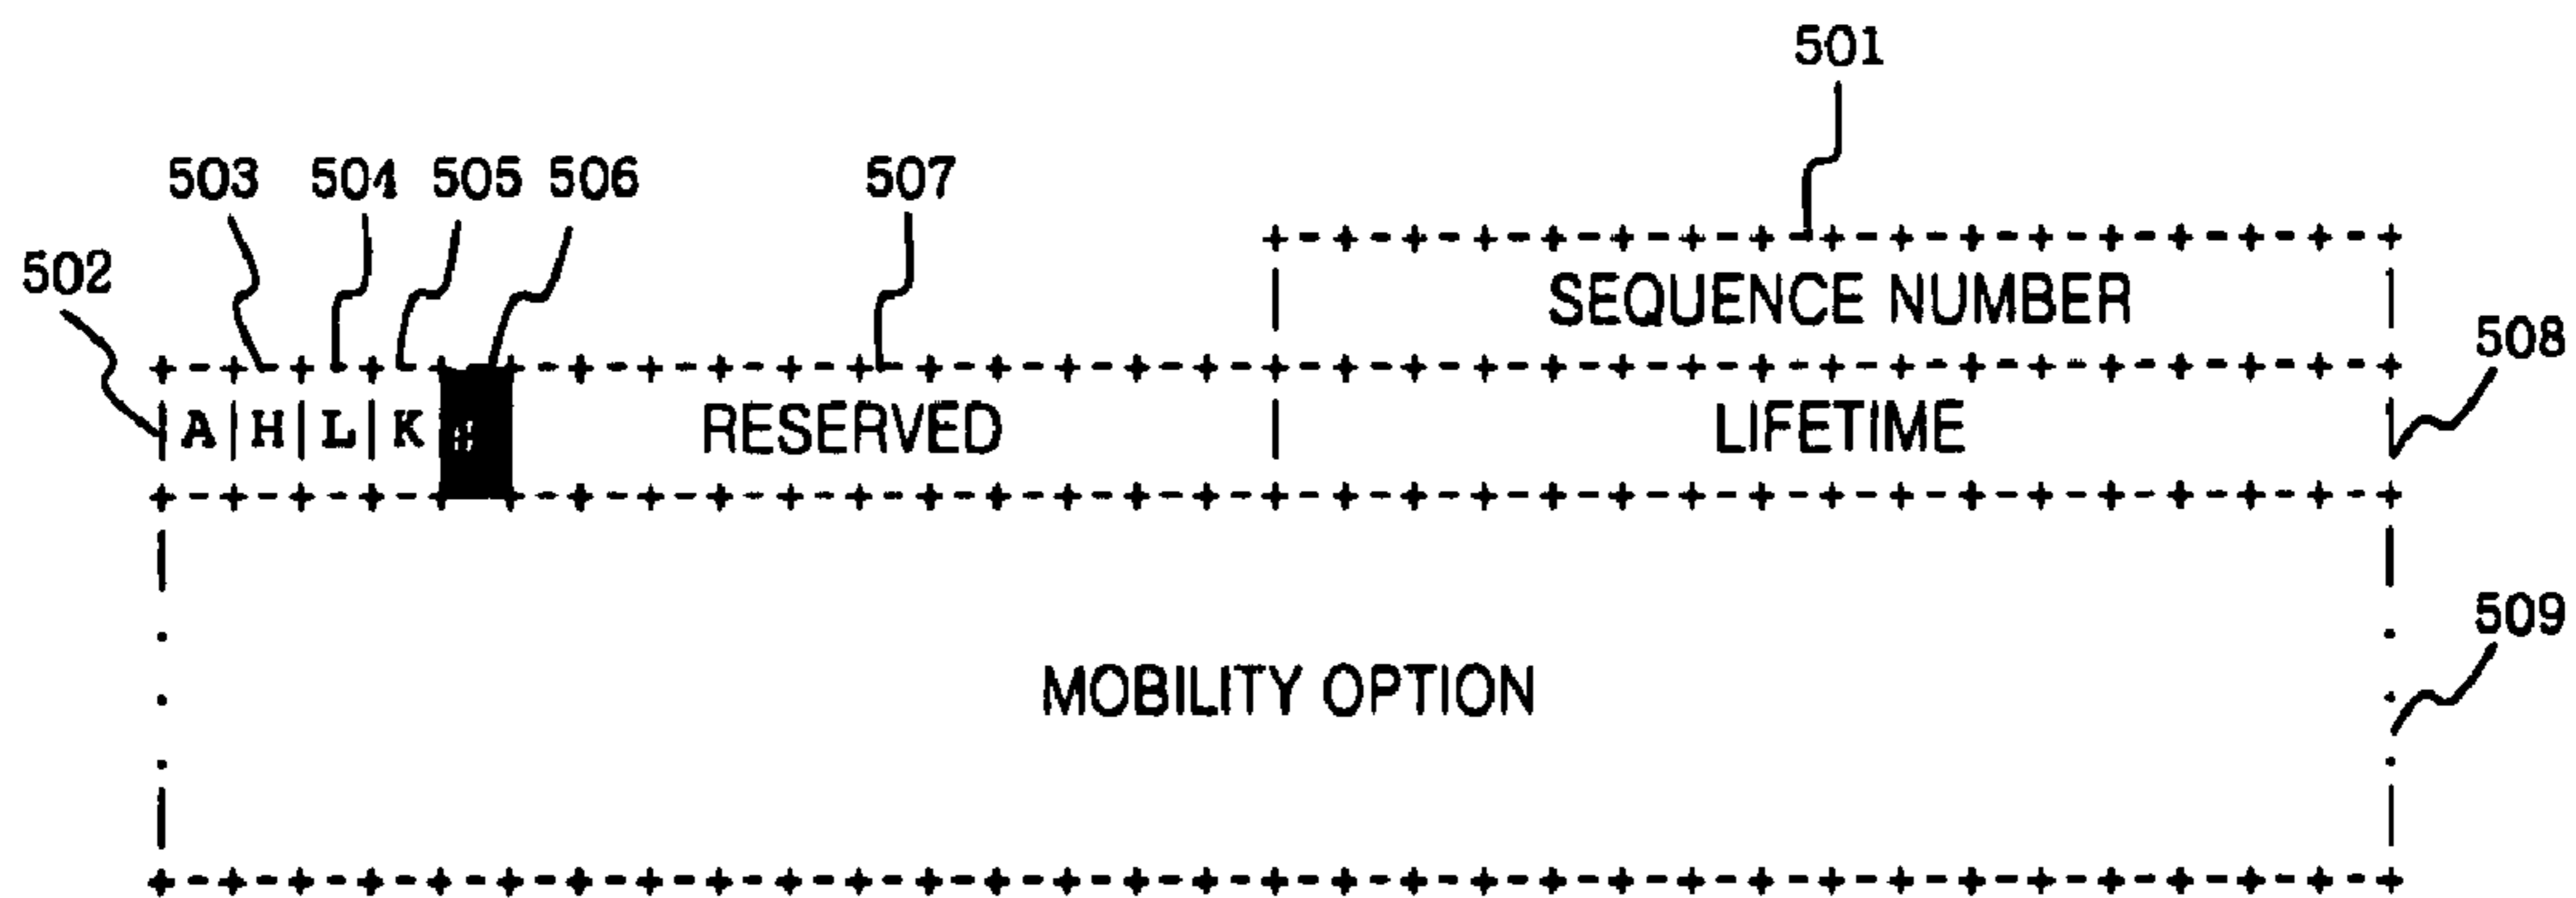 501
503 504 505 506 507
502
SEQUENCE NUMBER
508
A H L K # RESERVED LIFETIME
509
MOBILITY OPTION